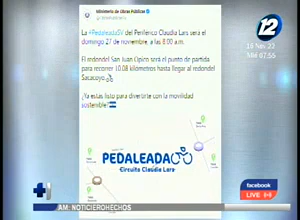 Ministerio de Obras Públicas
La #PedaleadaSV del Periférico Claudia Lars será el
domingo 27 de noviembre, a las 8:00 a.m.
El redondel San Juan Opico será el punto de partida
para recorrer 10.08 kilómetros hasta llegar al redondel
Sacacoyo.
¿Ya estás listo para divertirte con la movilidad
sostenible?
PEDALEADA
Circuito Claudia Lars
12
facebook
LIVE
AM: NOTICIEROHECHOS